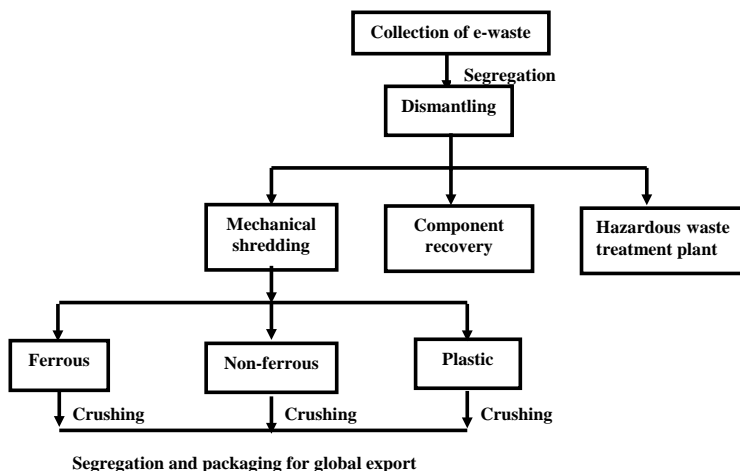 Collection of e-waste
Segregation
Dismantling
Mechanical
shredding
Component
recovery
Hazardous waste
treatment plant
Ferrous
Non-ferrous
Plastic
Crushing
Crushing
Crushing
Segregation and packaging for global export